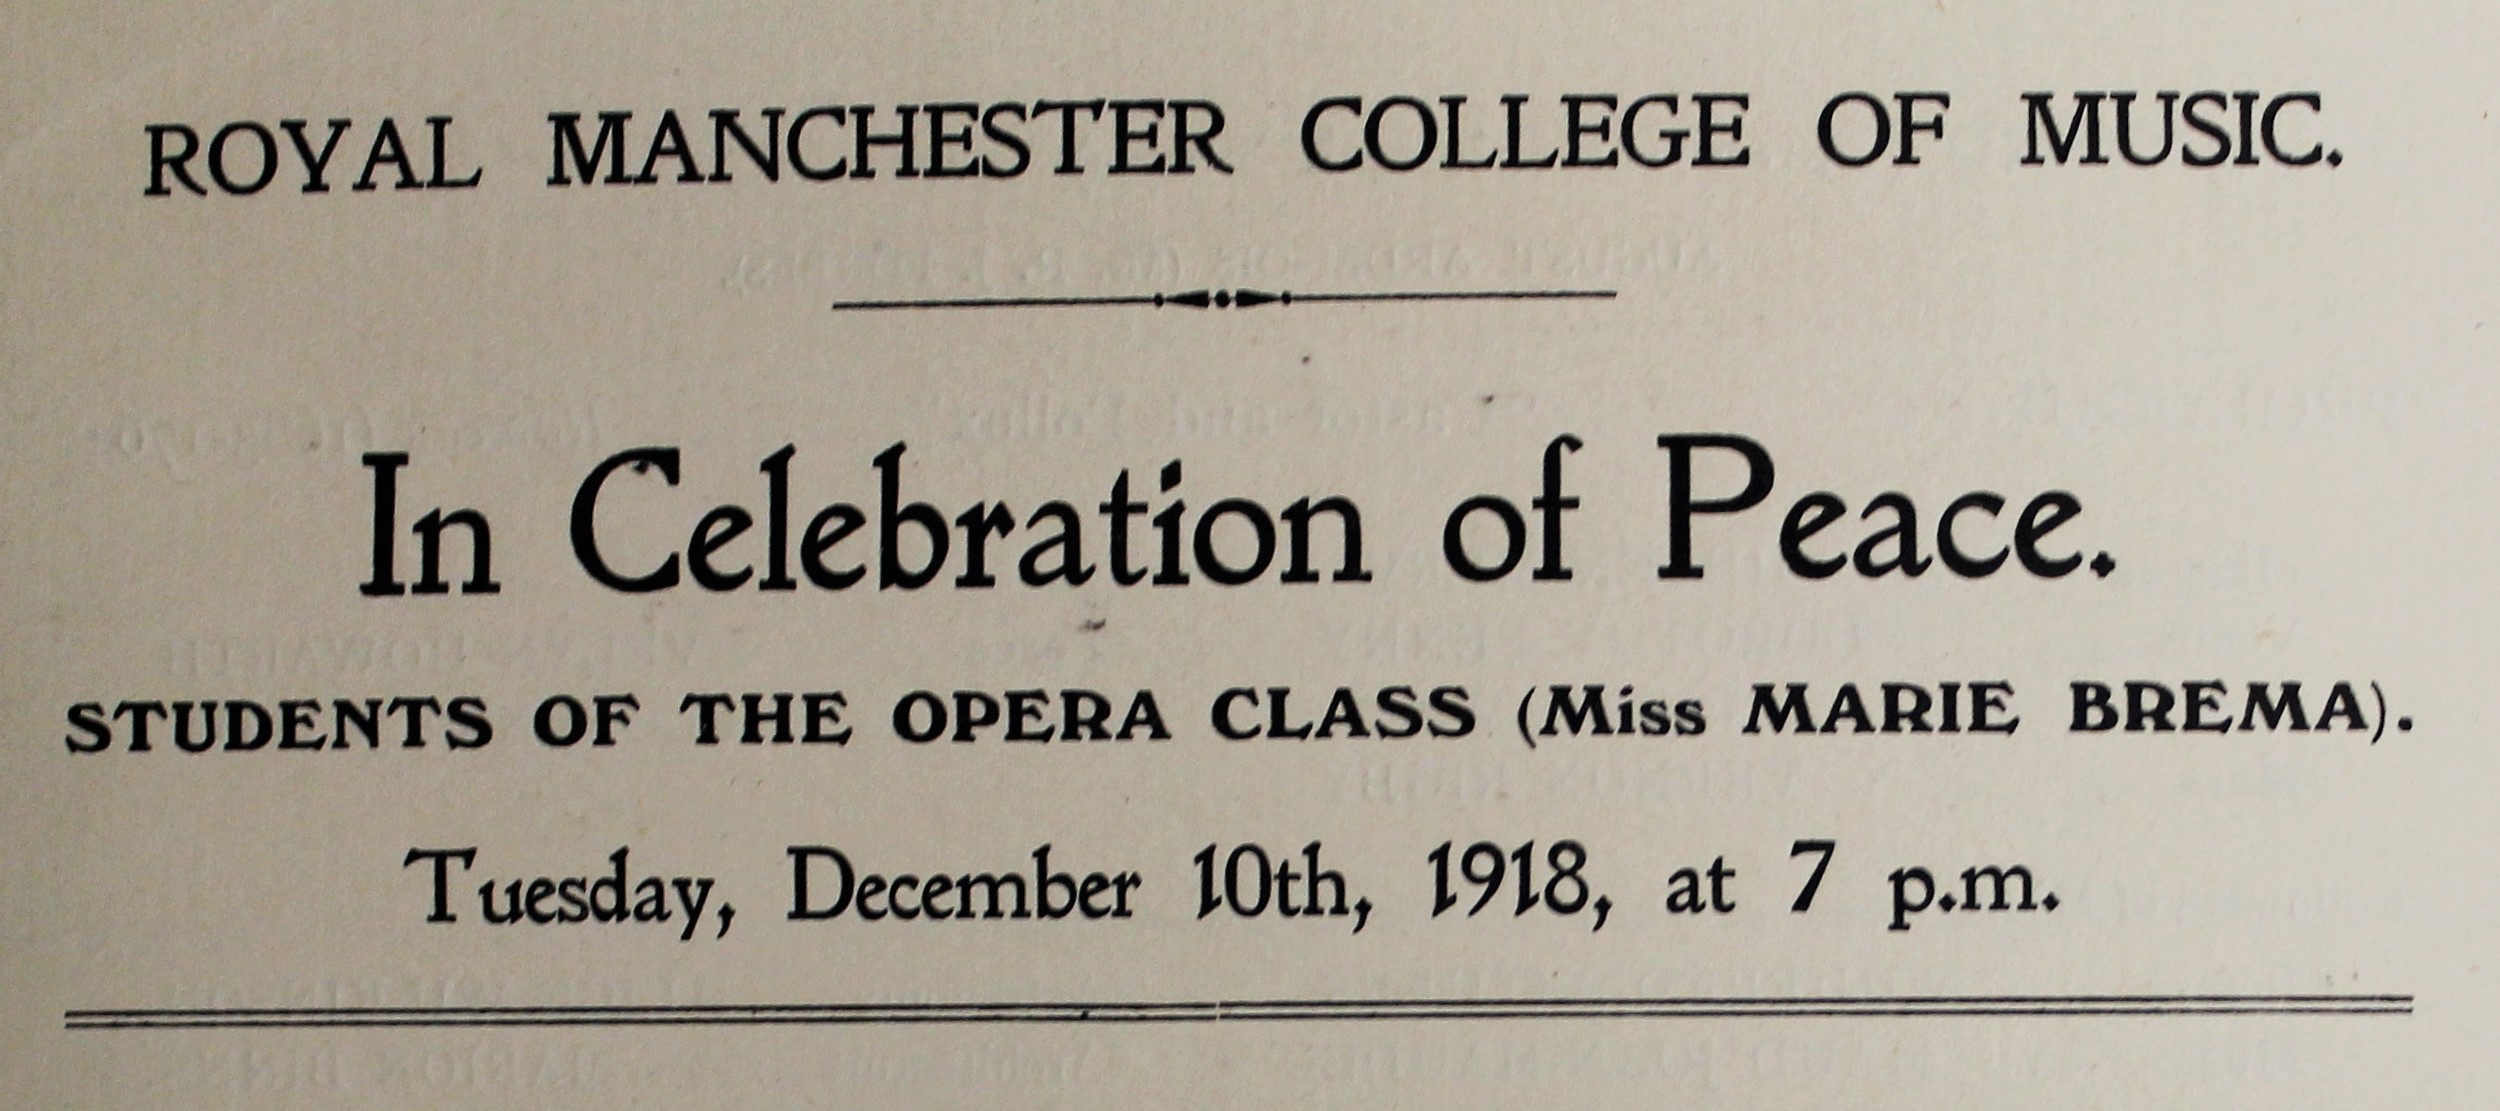 ROYAL MANCHESTER COLLEGE OF MUSIC.
In Celebration of Peace.
STUDENTS OF THE OPERA CLASS (Miss MARIE BREMA).
Tuesday, December 10th, 1918, at 7 p.m.